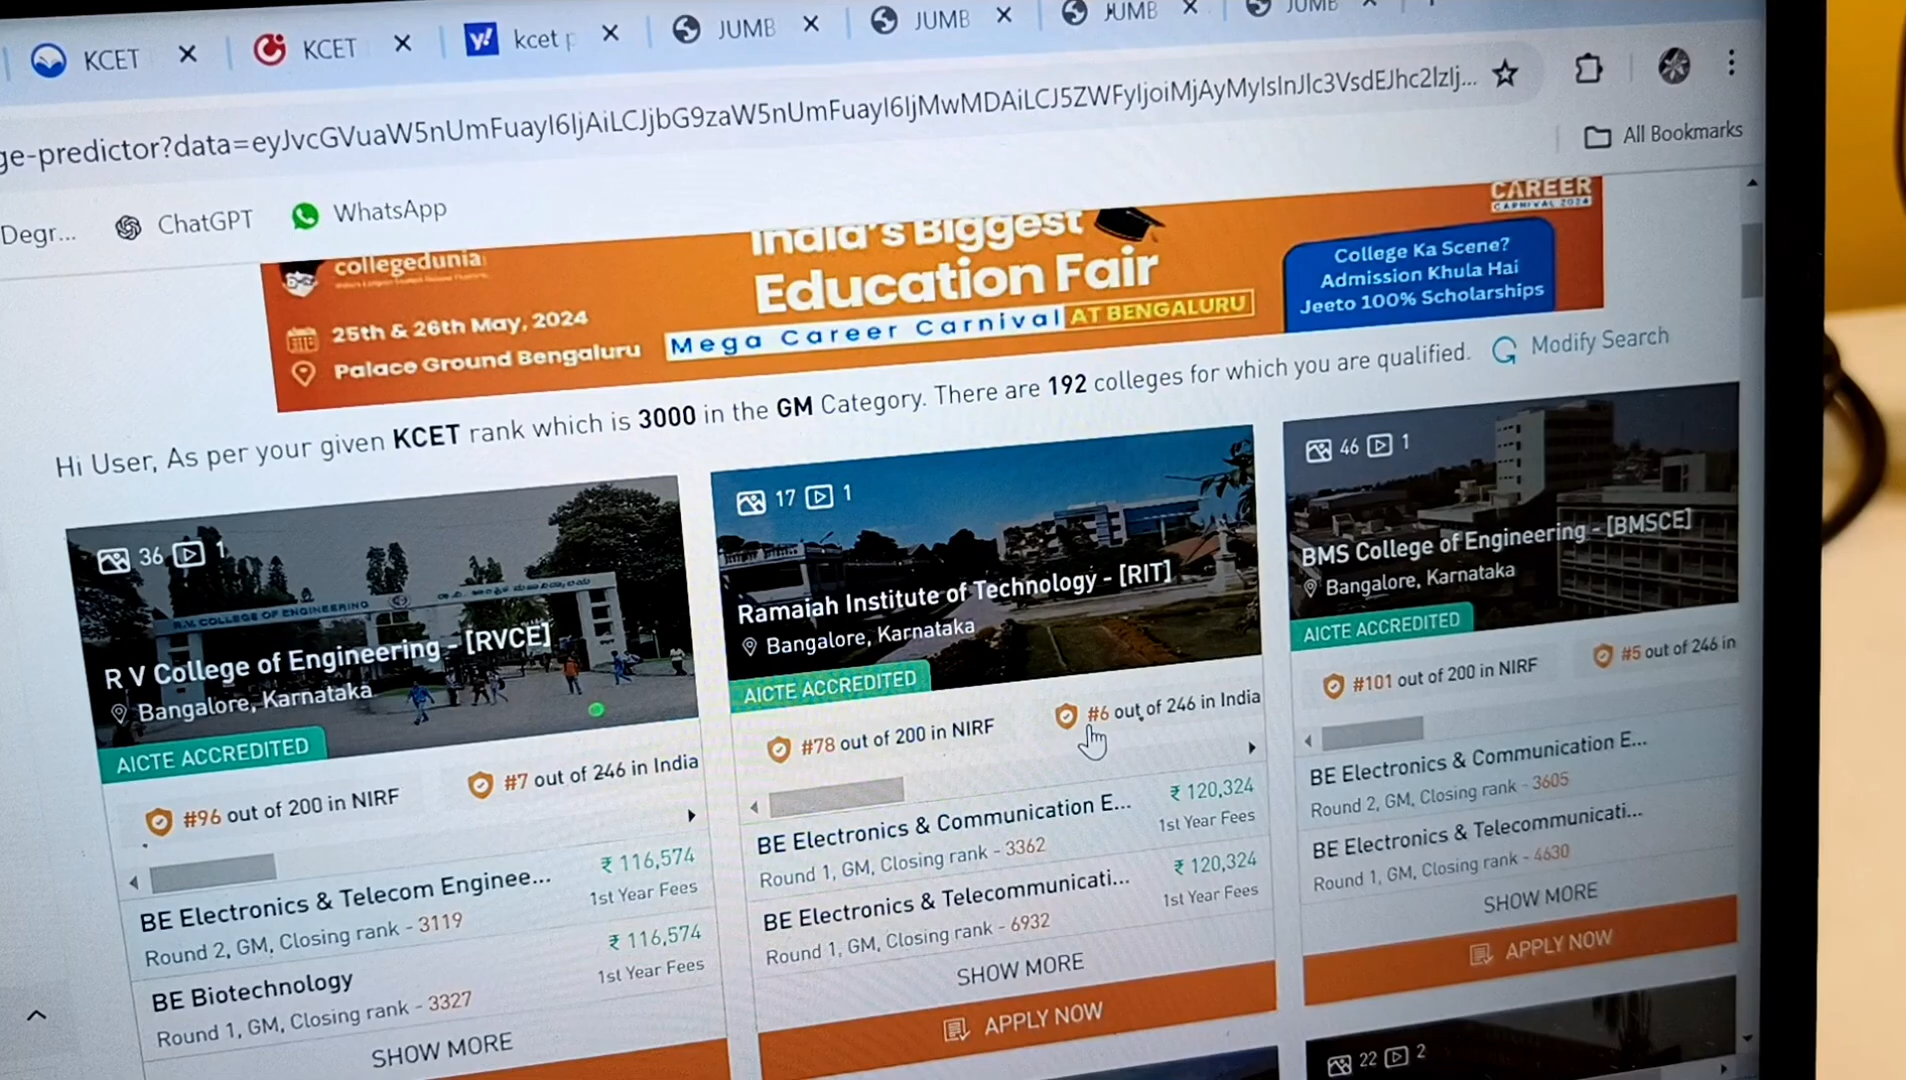 KCET
KCET
kcet p
JUMB
JUMB
JUMB
JUMB
ge-predictor?data=eyJvcGVuaW5nUmFuayI6IjAiLCJjbG9zaW5nUmFuayI6IjMwMDAiLCJ5ZWFyIjoiMjAyMyIsInJlc3VsdEJhc2lzIj...
All Bookmarks
Degr...
ChatGPT
WhatsApp
collegedunia
India's Biggest
Education Fair
Mega Career Carnival AT BENGALURU
25th & 26th May, 2024
Palace Ground Bengaluru
CAREER
CARNIVAL 2024
College Ka Scene?
Admission Khula Hai
Jeeto 100% Scholarships
Hi User, As per your given KCET rank which is 3000 in the GM Category. There are 192 colleges for which you are qualified.
Modify Search
36 1
R.V. COLLEGE OF ENGINEERING
R V College of Engineering - [RVCE]
Bangalore, Karnataka
AICTE ACCREDITED
#96 out of 200 in NIRF
#7 out of 246 in India
BE Electronics & Telecom Enginee...
₹ 116,574
Round 2, GM, Closing rank - 3119
1st Year Fees
BE Biotechnology
₹ 116,574
Round 1, GM, Closing rank - 3327
1st Year Fees
SHOW MORE
17 1
Ramaiah Institute of Technology - [RIT]
Bangalore, Karnataka
AICTE ACCREDITED
#78 out of 200 in NIRF
#6 out of 246 in India
BE Electronics & Communication E...
₹ 120,324
Round 1, GM, Closing rank - 3362
1st Year Fees
BE Electronics & Telecommunicati...
₹ 120,324
Round 1, GM, Closing rank - 6932
1st Year Fees
SHOW MORE
APPLY NOW
46 1
BMS College of Engineering - [BMSCE]
Bangalore, Karnataka
AICTE ACCREDITED
#101 out of 200 in NIRF
#5 out of 246 in
BE Electronics & Communication E...
Round 2, GM, Closing rank - 3605
BE Electronics & Telecommunicati...
Round 1, GM, Closing rank - 4630
SHOW MORE
APPLY NOW
22 2